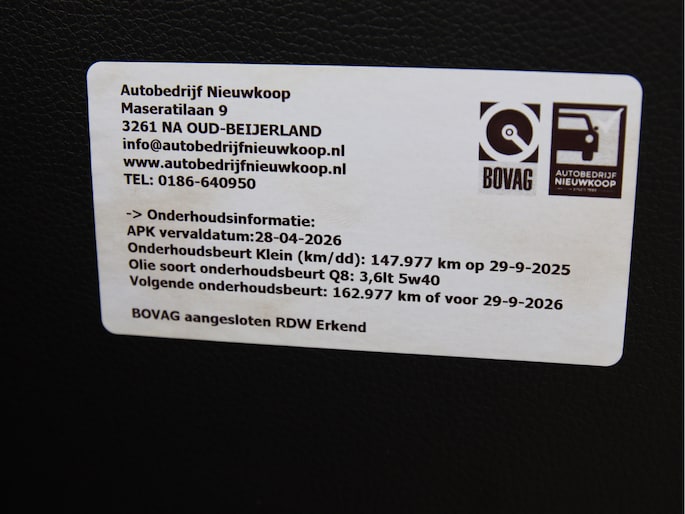 Autobedrijf Nieuwkoop
Maseratilaan 9
3261 NA OUD-BEIJERLAND
info@autobedrijfnieuwkoop.nl
www.autobedrijfnieuwkoop.nl
TEL: 0186-640950
BOVAG
AUTOBEDRIJF
NIEUWKOOP
-> Onderhoudsinformatie:
APK vervaldatum:28-04-2026
Onderhoudsbeurt Klein (km/dd): 147.977 km op 29-9-2025
Olie soort onderhoudsbeurt Q8: 3,6lt 5w40
Volgende onderhoudsbeurt: 162.977 km of voor 29-9-2026
BOVAG aangesloten RDW Erkend